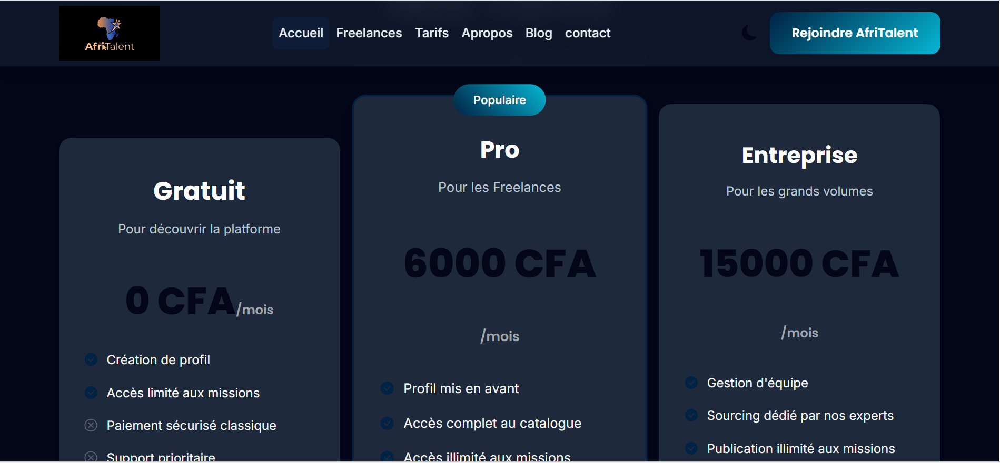 AfriTalent
Accueil
Freelances
Tarifs
Apropos
Blog
contact
Rejoindre AfriTalent
Gratuit
Pour découvrir la platforme
0 CFA/mois
Création de profil
Accès limité aux missions
Paiement sécurisé classique
Support prioritaire
Populaire
Pro
Pour les Freelances
6000 CFA
/mois
Profil mis en avant
Accès complet au catalogue
Accès illimité aux missions
Entreprise
Pour les grands volumes
15000 CFA
/mois
Gestion d'équipe
Sourcing dédié par nos experts
Publication illimité aux missions